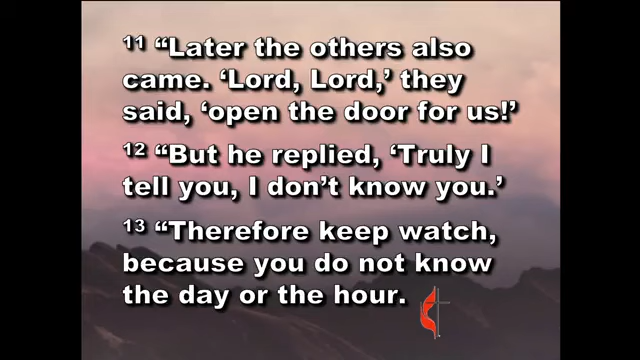 11 “Later the others also
came. ‘Lord, Lord,’ they
said, ‘open the door for us!’
12 “But he replied, ‘Truly I
tell you, I don’t know you.’
13 “Therefore keep watch,
because you do not know
the day or the hour.